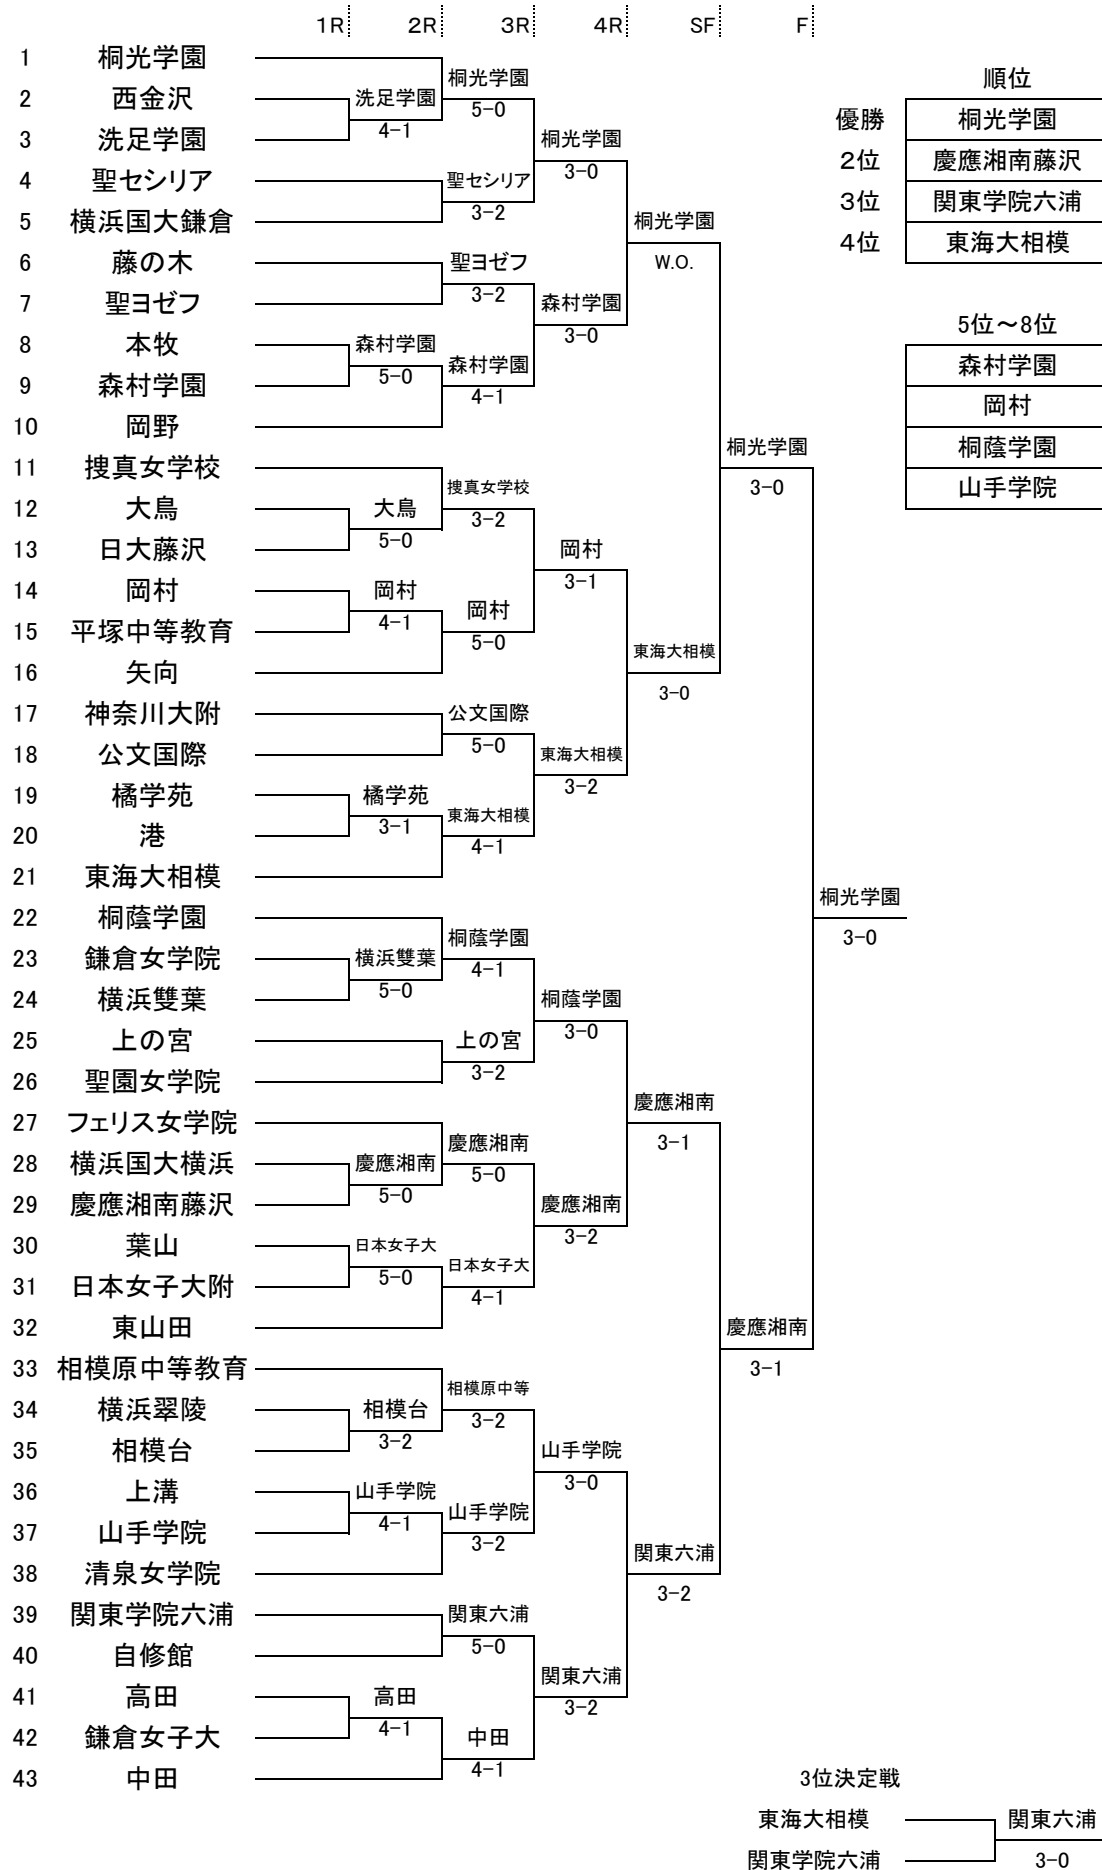 1R 2R 3R 4R SF F
1 桐光学園
2 西金沢
3 洗足学園
4 聖セシリア
5 横浜国大鎌倉
6 藤の木
7 聖ヨゼフ
8 本牧
9 森村学園
10 岡野
11 捜真女学校
12 大鳥
13 日大藤沢
14 岡村
15 平塚中等教育
16 矢向
17 神奈川大附
18 公文国際
19 橘学苑
20 港
21 東海大相模
22 桐蔭学園
23 鎌倉女学院
24 横浜雙葉
25 上の宮
26 聖園女学院
27 フェリス女学院
28 横浜国大横浜
29 慶應湘南藤沢
30 葉山
31 日本女子大附
32 東山田
33 相模原中等教育
34 横浜翠陵
35 相模台
36 上溝
37 山手学院
38 清泉女学院
39 関東学院六浦
40 自修館
41 高田
42 鎌倉女子大
43 中田
洗足学園
4-1
森村学園
5-0
大鳥
5-0
岡村
4-1
橘学苑
3-1
横浜雙葉
5-0
慶應湘南
5-0
日本女子大
5-0
相模台
3-2
山手学院
4-1
高田
4-1
桐光学園
5-0
聖セシリア
3-2
聖ヨゼフ
3-2
森村学園
4-1
捜真女学校
3-2
岡村
5-0
公文国際
5-0
東海大相模
4-1
桐蔭学園
4-1
上の宮
3-2
慶應湘南
5-0
日本女子大
4-1
相模原中等
3-2
山手学院
3-2
関東六浦
5-0
中田
4-1
桐光学園
3-0
森村学園
3-0
岡村
3-1
東海大相模
3-2
桐蔭学園
3-0
慶應湘南
3-2
山手学院
3-0
関東六浦
3-2
桐光学園
W.O.
東海大相模
3-0
慶應湘南
3-1
関東六浦
3-2
桐光学園
3-0
慶應湘南
3-1
桐光学園
3-0
順位
優勝 桐光学園
2位 慶應湘南藤沢
3位 関東学院六浦
4位 東海大相模
5位～8位
森村学園
岡村
桐蔭学園
山手学院
3位決定戦
東海大相模
関東学院六浦
関東六浦
3-0